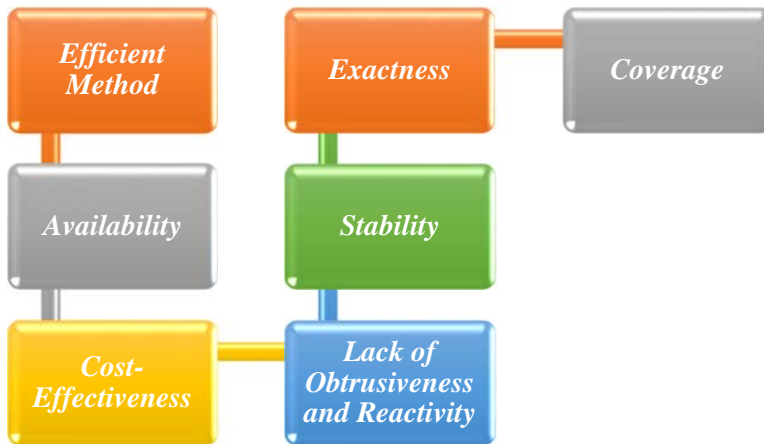 Efficient
Method
Availability
Cost-
Effectiveness
Lack of
Obtrusiveness
and Reactivity
Stability
Exactness
Coverage